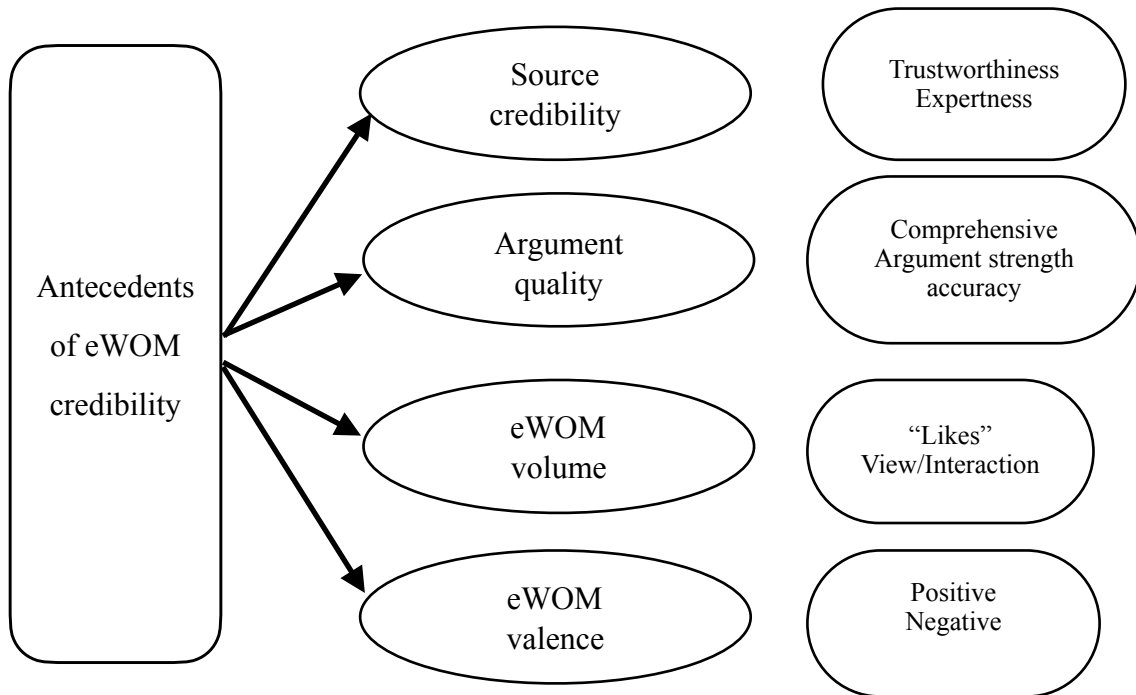 Antecedents
of eWOM
credibility
Source
credibility
Trustworthiness
Expertness
Argument
quality
Comprehensive
Argument strength
accuracy
eWOM
volume
“Likes”
View/Interaction
eWOM
valence
Positive
Negative